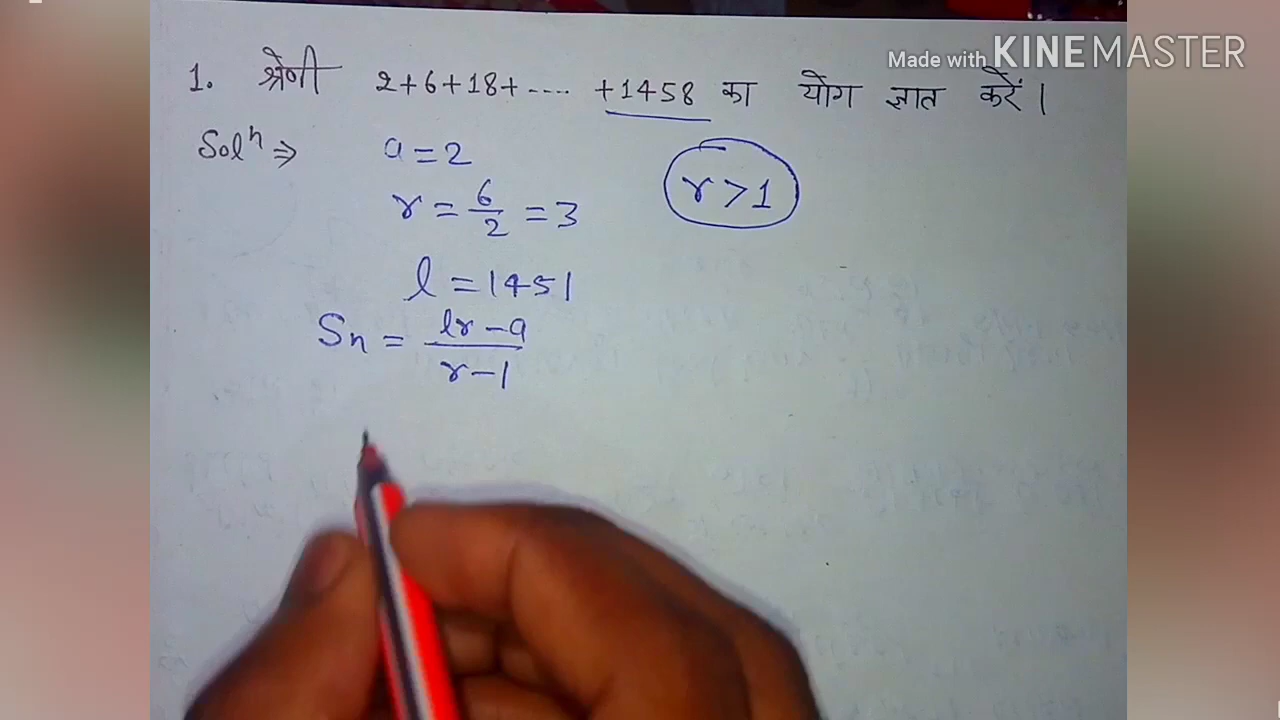 Made with KINEMASTER
1. श्रेणी 2+6+18+.... +1458 का योग ज्ञात करें।
Solⁿ ⇒ a = 2
r > 1
r = 6/2 = 3
l = 1451
Sn = lr - a / r - 1